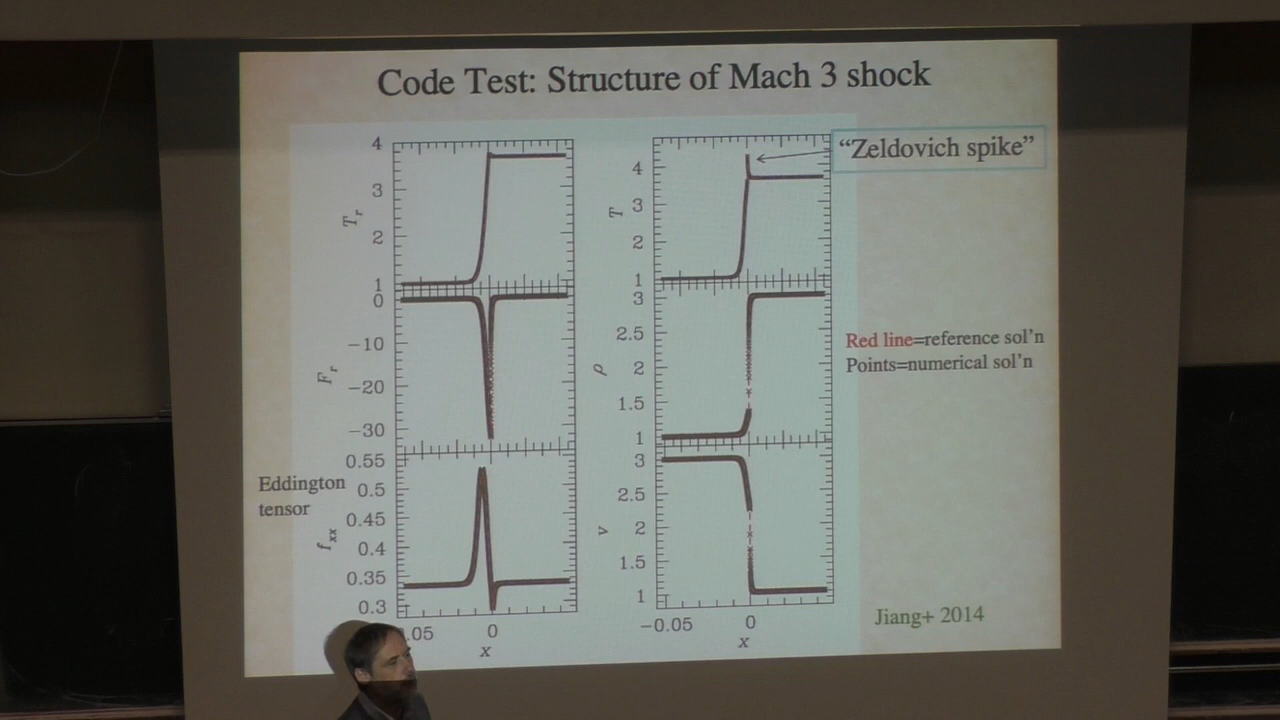 Code Test: Structure of Mach 3 shock
4
3
2
1
T_r
0
−10
−20
−30
F_r
Eddington
tensor
0.55
0.5
0.45
0.4
0.35
0.3
f_xx
.05
0
x
4
3
2
1
T
“Zeldovich spike”
3
2.5
2
1.5
1
ρ
3
2.5
2
1.5
1
v
−0.05
0
x
Red line=reference sol’n
Points=numerical sol’n
Jiang+ 2014